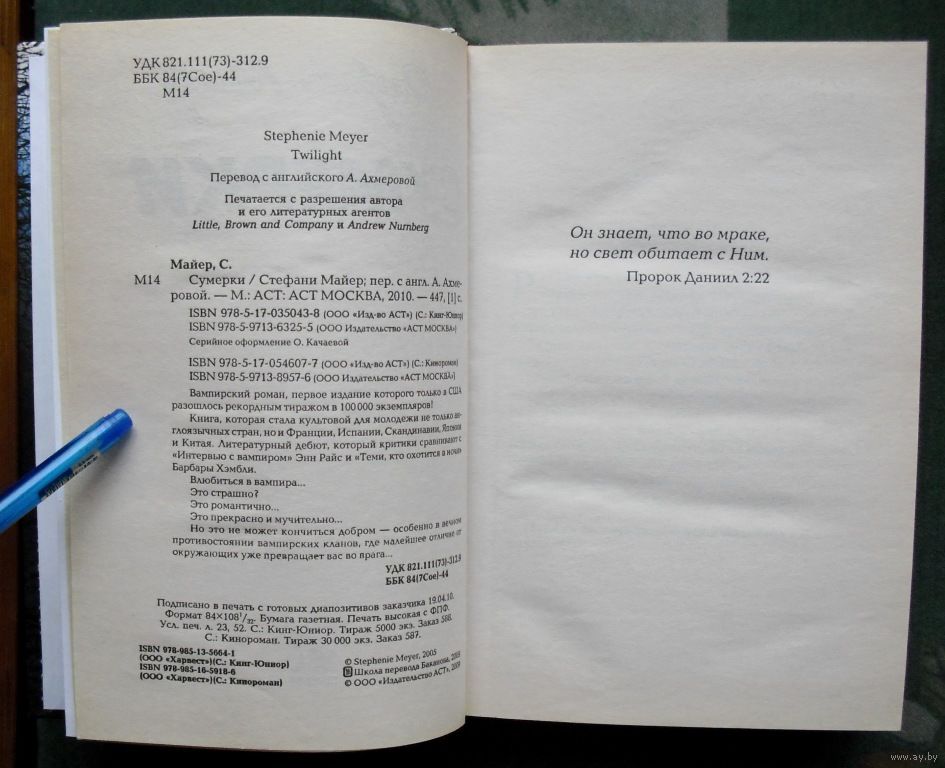 УДК 821.111(73)-312.9
ББК 84(7Сое)-44
М14
Stephenie Meyer
Twilight
Перевод с английского А. Ахмеровой
Печатается с разрешения автора
и его литературных агентов
Little, Brown and Company и Andrew Nurnberg
Майер, С.
М14 Сумерки / Стефани Майер; пер. с англ. А. Ахме-
ровой. — М.: АСТ: АСТ МОСКВА, 2010. — 447, [1] с.
ISBN 978-5-17-035043-8 (ООО «Изд-во АСТ») (С.: Кинг-Юниор)
ISBN 978-5-9713-6325-5 (ООО Издательство «АСТ МОСКВА»)
Серийное оформление О. Качаевой
ISBN 978-5-17-054607-7 (ООО «Изд-во АСТ») (С.: Кинороман)
ISBN 978-5-9713-8957-6 (ООО Издательство «АСТ МОСКВА»)
Вампирский роман, первое издание которого только в США
разошлось рекордным тиражом в 100 000 экземпляров!
Книга, которая стала культовой для молодежи не только ан-
глоязычных стран, но и Франции, Испании, Скандинавии, Японии
и Китая. Литературный дебют, который критики сравнивают с
«Интервью с вампиром» Энн Райс и «Теми, кто охотится в ночи»
Барбары Хэмбли.
Влюбиться в вампира...
Это страшно?
Это романтично...
Это прекрасно и мучительно...
Но это не может кончиться добром — особенно в вечном
противостоянии вампирских кланов, где малейшее отличие от
окружающих уже превращает вас во врага...
УДК 821.111(73)-312.9
ББК 84(7Сое)-44
Подписано в печать с готовых диапозитивов заказчика 19.04.10.
Формат 84×108¹/₃₂. Бумага газетная. Печать высокая с ФПФ.
Усл. печ. л. 23, 52. С.: Кинг-Юниор. Тираж 5000 экз. Заказ 588.
С.: Кинороман. Тираж 30 000 экз. Заказ 587.
ISBN 978-985-13-5664-1
(ООО «Харвест»)(С.: Кинг-Юниор)
ISBN 978-985-16-5918-6
(ООО «Харвест»)(С.: Кинороман)
© Stephenie Meyer, 2005
Школа перевода Баканова,
© ООО «Издательство АСТ», 2009
Он знает, что во мраке,
но свет обитает с Ним.
Пророк Даниил 2:22
www.ay.by